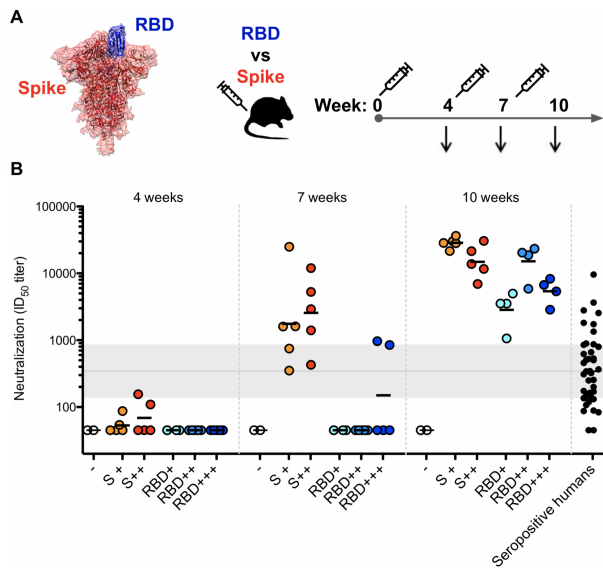 A
RBD
Spike
RBD
vs
Spike
Week: 0 4 7 10
B
4 weeks 7 weeks 10 weeks
Neutralization (ID50 titer)
100000
10000
1000
100
- S + S ++ RBD+ RBD++ RBD+++ - S + S ++ RBD+ RBD++ RBD+++ - S + S ++ RBD+ RBD++ RBD+++ Seropositive humans